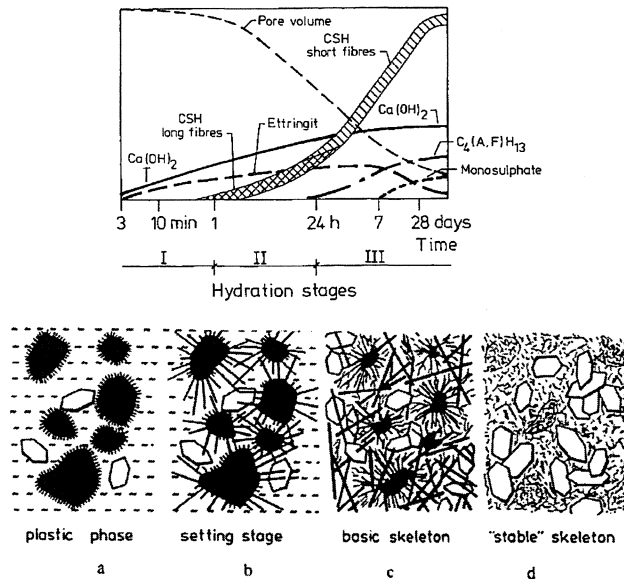 Pore volume
CSH
short fibres
Ca(OH)2
CSH
long fibres
Ettringit
Ca(OH)2
C4(A,F)H13
Monosulphate
3 10 min 1 24 h 7 28 days
Time
I II III
Hydration stages
plastic phase setting stage basic skeleton "stable" skeleton
a b c d